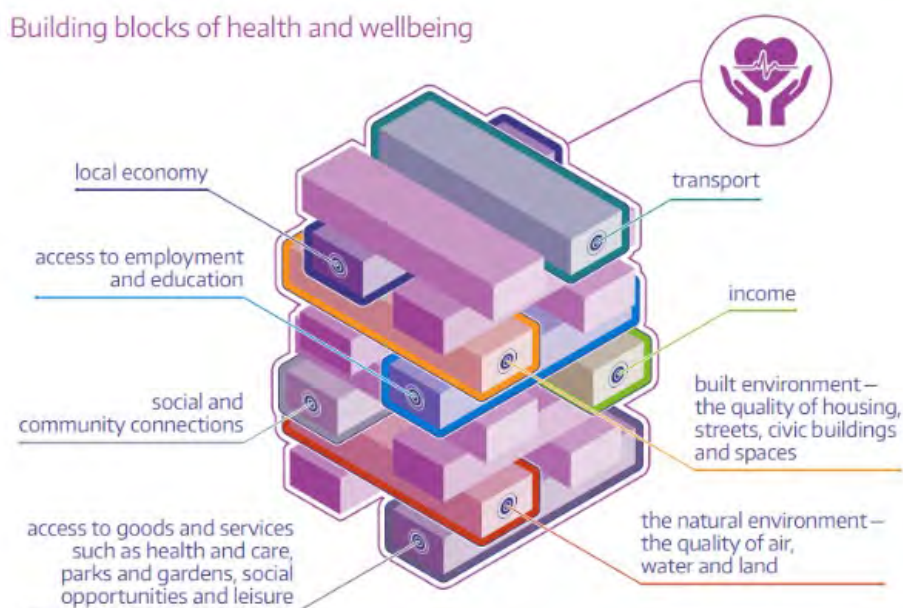 Building blocks of health and wellbeing
local economy
transport
access to employment
and education
income
social and
community connections
built environment –
the quality of housing,
streets, civic buildings
and spaces
access to goods and services
such as health and care,
parks and gardens, social
opportunities and leisure
the natural environment –
the quality of air,
water and land